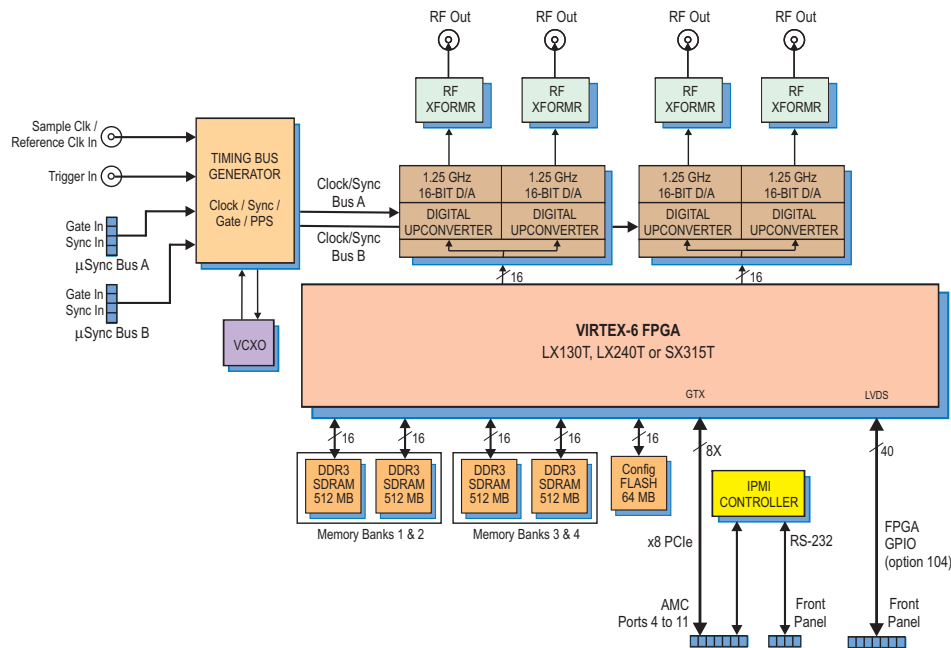 RF Out
RF Out
RF Out
RF Out
RF
XFORMR
RF
XFORMR
RF
XFORMR
RF
XFORMR
Sample Clk /
Reference Clk In
Trigger In
Gate In
Sync In
µSync Bus A
Gate In
Sync In
µSync Bus B
TIMING BUS
GENERATOR
Clock / Sync /
Gate / PPS
VCXO
Clock/Sync
Bus A
Clock/Sync
Bus B
1.25 GHz
16-BIT D/A
DIGITAL
UPCONVERTER
1.25 GHz
16-BIT D/A
DIGITAL
UPCONVERTER
1.25 GHz
16-BIT D/A
DIGITAL
UPCONVERTER
1.25 GHz
16-BIT D/A
DIGITAL
UPCONVERTER
16
16
VIRTEX-6 FPGA
LX130T, LX240T or SX315T
GTX
LVDS
16
16
16
16
16
8X
40
DDR3
SDRAM
512 MB
DDR3
SDRAM
512 MB
Memory Banks 1 & 2
DDR3
SDRAM
512 MB
DDR3
SDRAM
512 MB
Memory Banks 3 & 4
Config
FLASH
64 MB
IPMI
CONTROLLER
x8 PCIe
RS-232
FPGA
GPIO
(option 104)
AMC
Ports 4 to 11
Front
Panel
Front
Panel